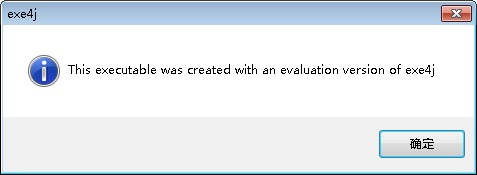 exe4j
This executable was created with an evaluation version of exe4j
确定